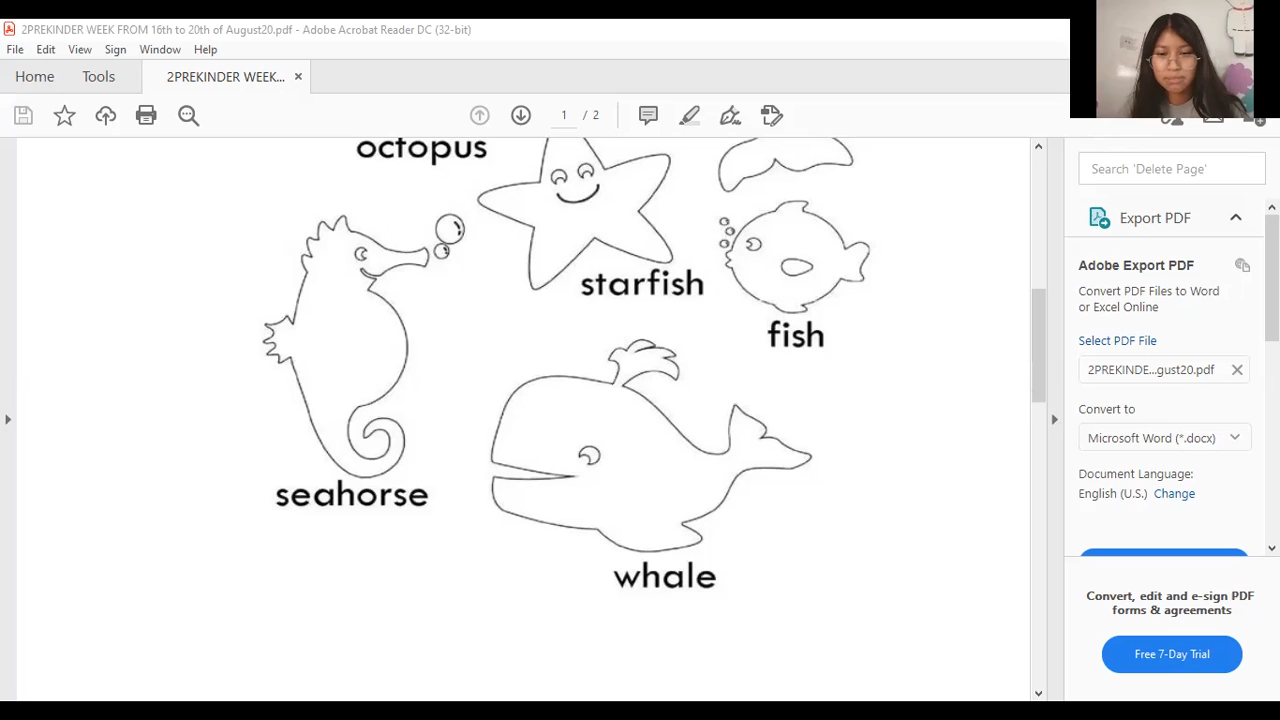 2PREKINDER WEEK FROM 16th to 20th of August20.pdf - Adobe Acrobat Reader DC (32-bit)
File Edit View Sign Window Help
Home Tools 2PREKINDER WEEK... ×
1 / 2
Search 'Delete Page'
octopus
starfish
fish
seahorse
whale
Export PDF
Adobe Export PDF
Convert PDF Files to Word
or Excel Online
Select PDF File
2PREKINDE...gust20.pdf
Convert to
Microsoft Word (*.docx)
Document Language:
English (U.S.) Change
Convert, edit and e-sign PDF
forms & agreements
Free 7-Day Trial